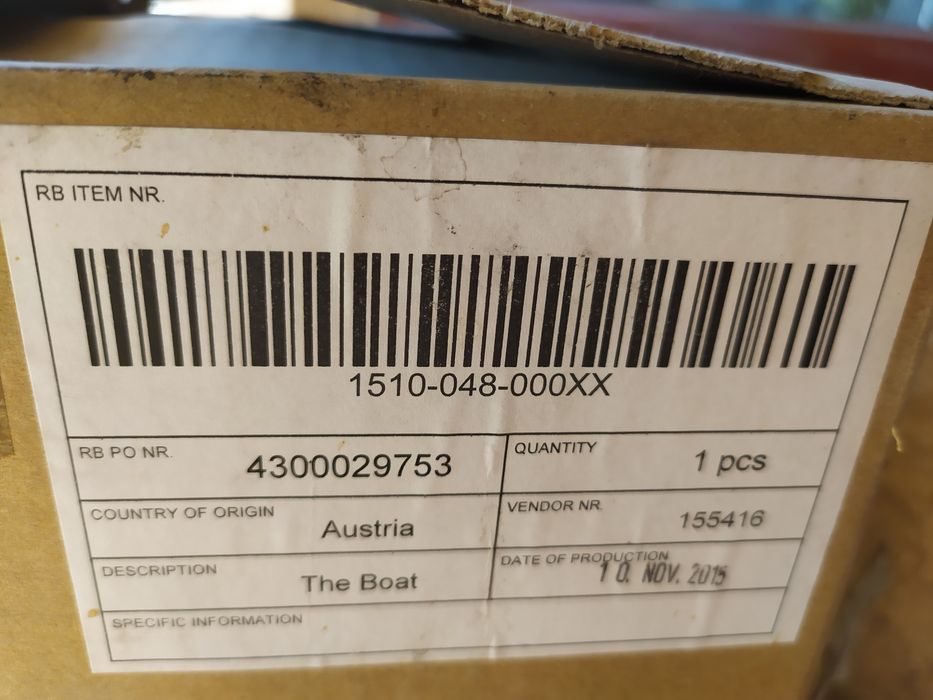 RB ITEM NR.
1510-048-000XX
RB PO NR.
4300029753
QUANTITY
1 pcs
COUNTRY OF ORIGIN
Austria
VENDOR NR.
155416
DESCRIPTION
The Boat
DATE OF PRODUCTION
10. NOV. 2015
SPECIFIC INFORMATION